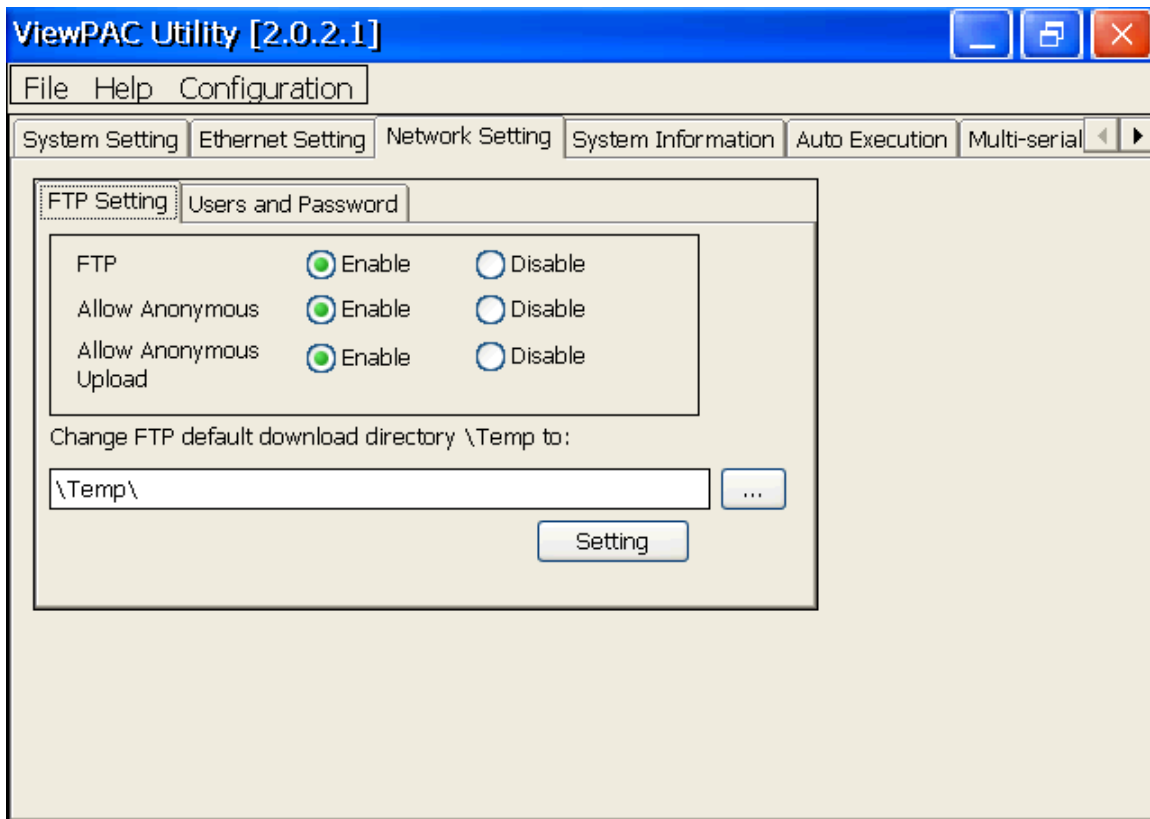 ViewPAC Utility [2.0.2.1]
File Help Configuration
System Setting Ethernet Setting Network Setting System Information Auto Execution Multi-serial
FTP Setting Users and Password
FTP Enable Disable
Allow Anonymous Enable Disable
Allow Anonymous Upload Enable Disable
Change FTP default download directory \Temp to:
\Temp\ ...
Setting